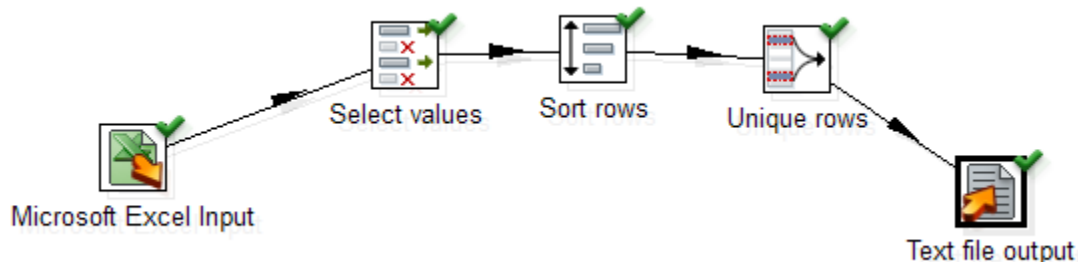 Microsoft Excel Input
Select values
Sort rows
Unique rows
Text file output